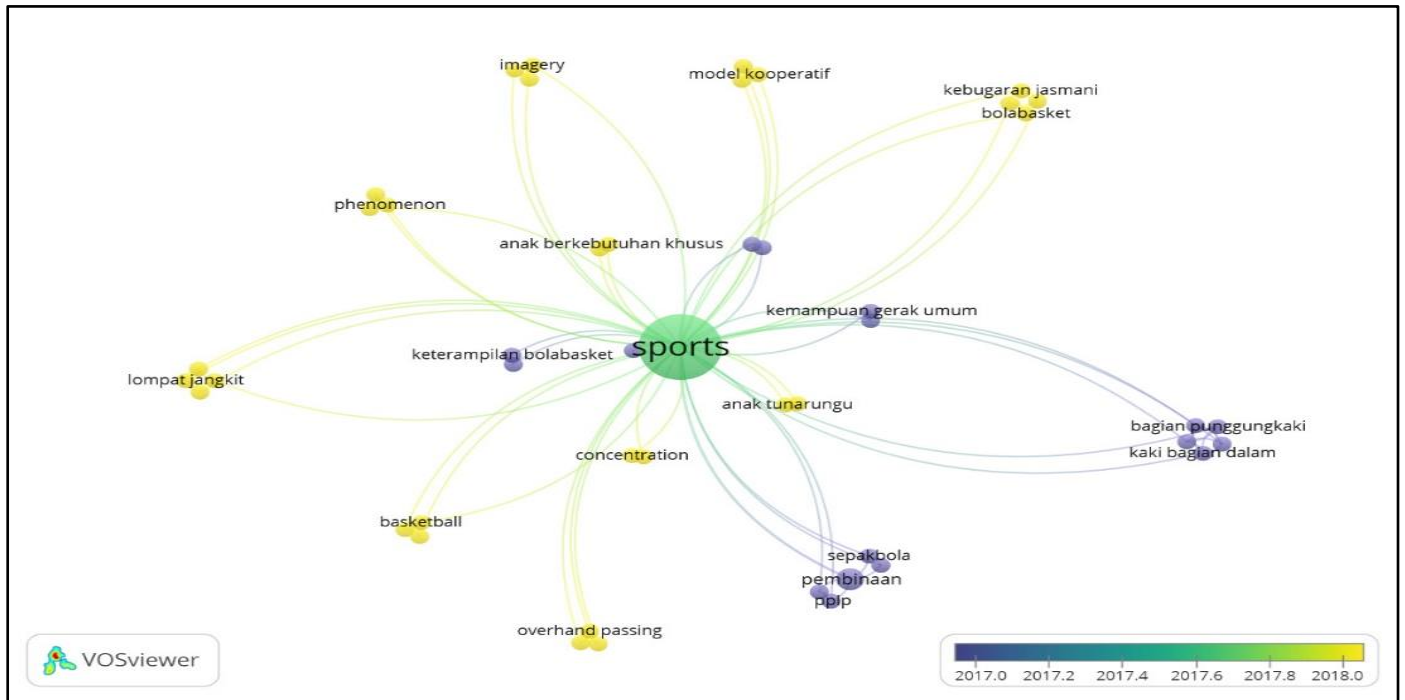 imagery
model kooperatif
kebugaran jasmani
bolabasket
phenomenon
anak berkebutuhan khusus
kemampuan gerak umum
sports
keterampilan bolabasket
lompat jangkit
anak tunarungu
bagian punggungkaki
kaki bagian dalam
concentration
basketball
sepakbola
pembinaan
pplp
overhand passing
VOSviewer
2017.0 2017.2 2017.4 2017.6 2017.8 2018.0